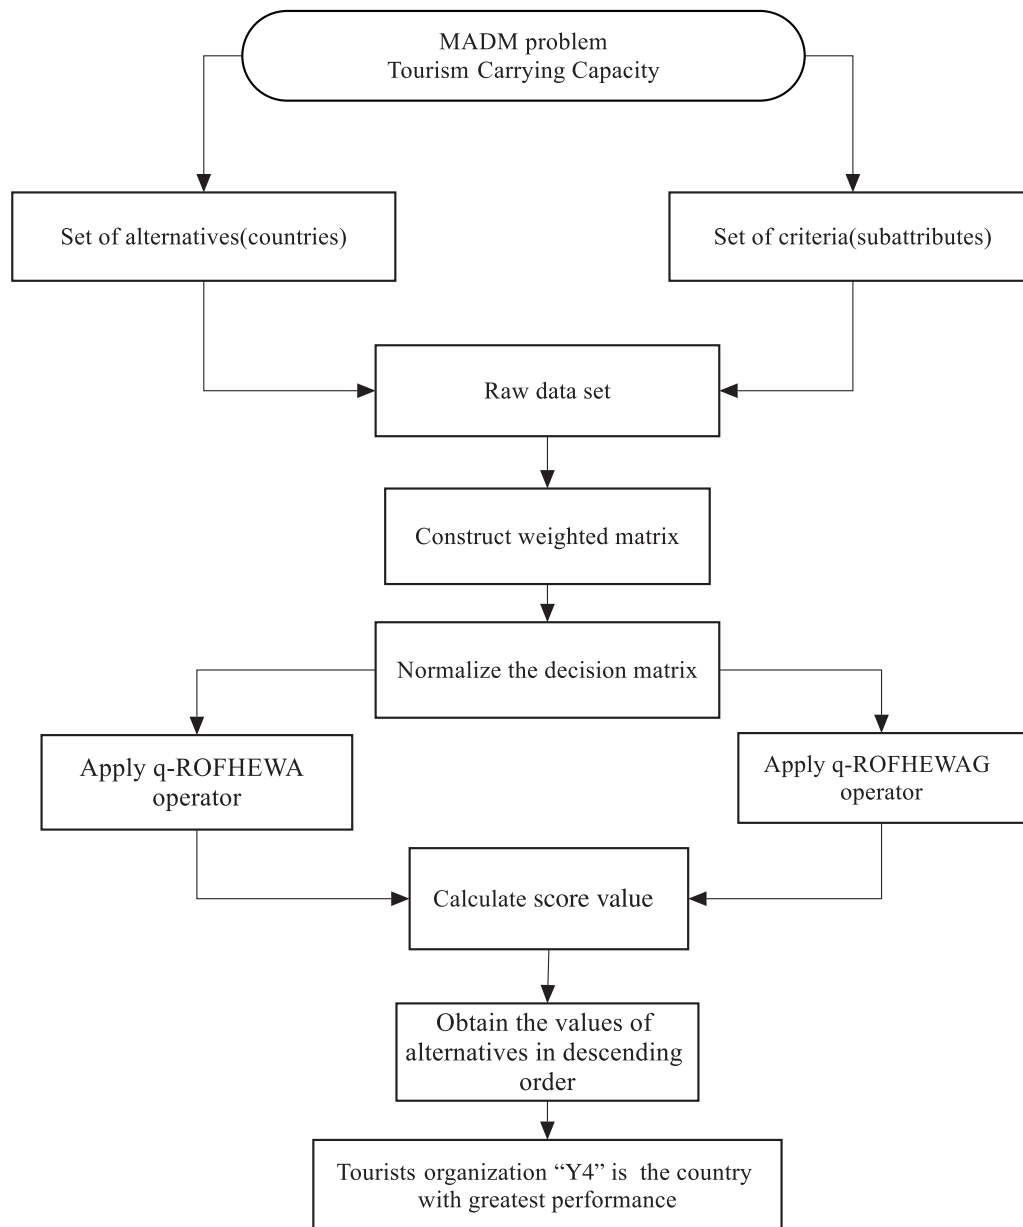 MADM problem
Tourism Carrying Capacity
Set of alternatives(countries)
Set of criteria(subattributes)
Raw data set
Construct weighted matrix
Normalize the decision matrix
Apply q-ROFHEWA
operator
Apply q-ROFHEWAG
operator
Calculate score value
Obtain the values of
alternatives in descending
order
Tourists organization “Y4” is the country
with greatest performance